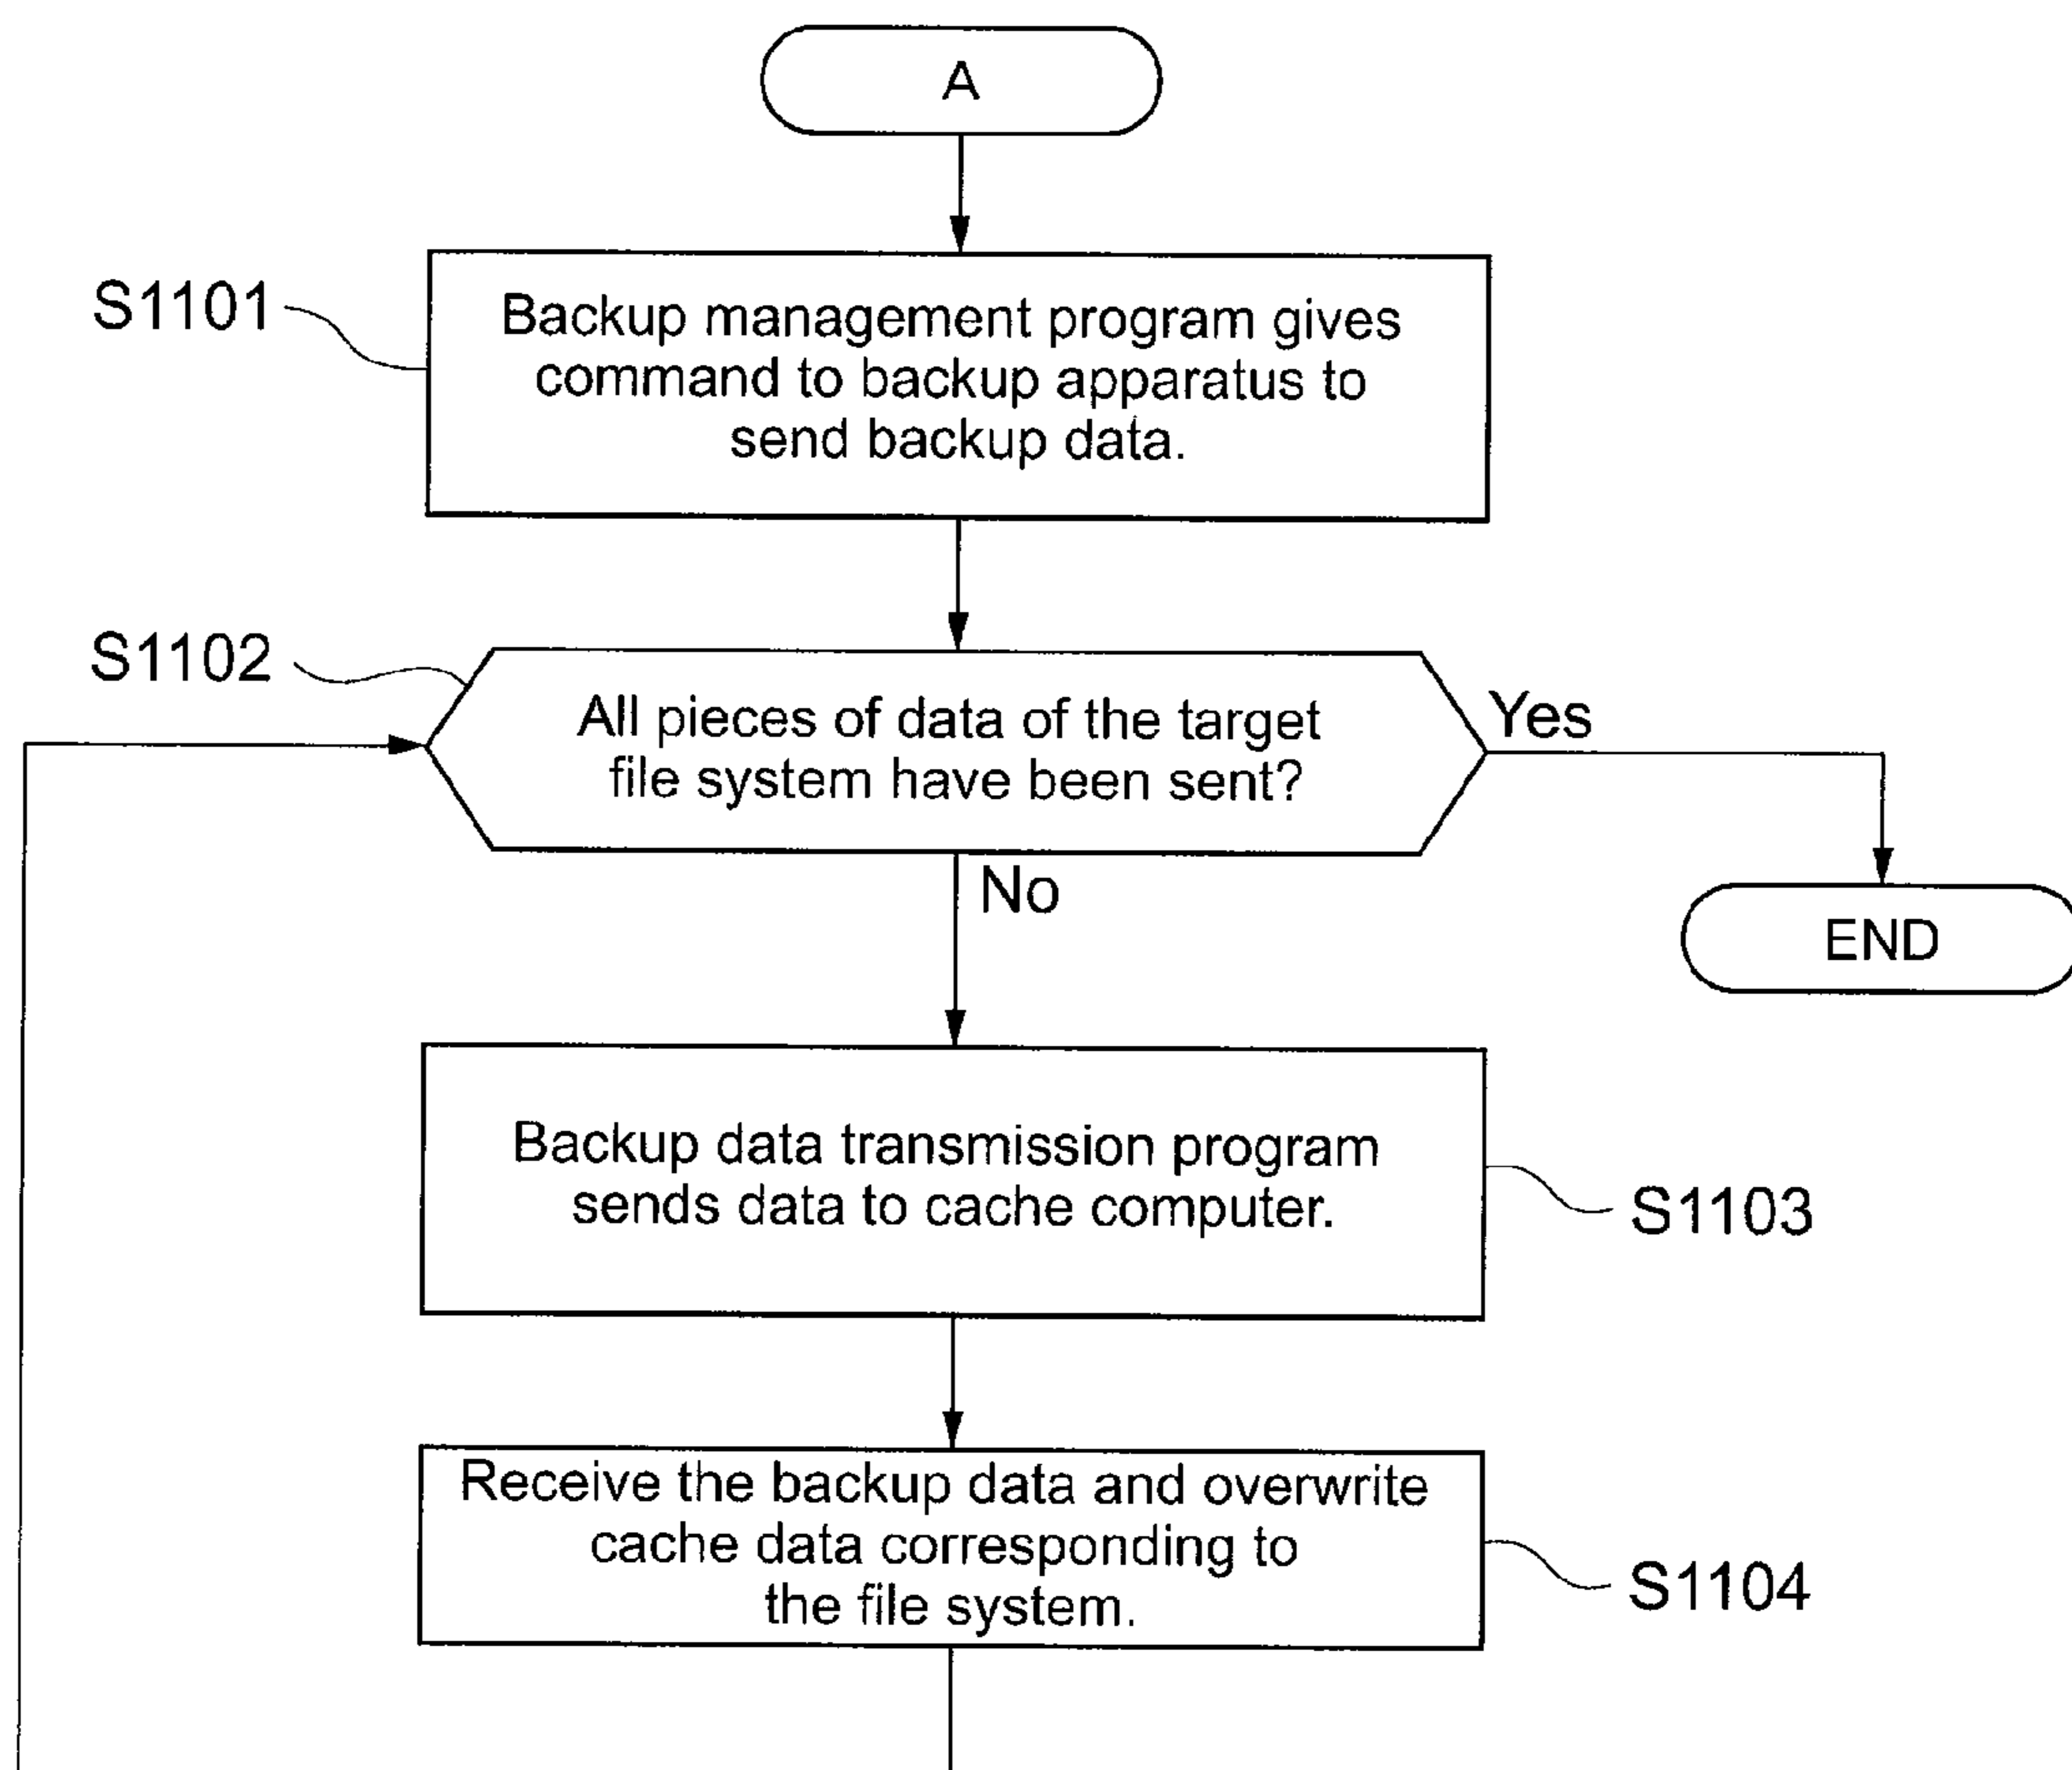 A
S1101
Backup management program gives
command to backup apparatus to
send backup data.
S1102
All pieces of data of the target
file system have been sent?
Yes
No
END
Backup data transmission program
sends data to cache computer.
S1103
Receive the backup data and overwrite
cache data corresponding to
the file system.
S1104